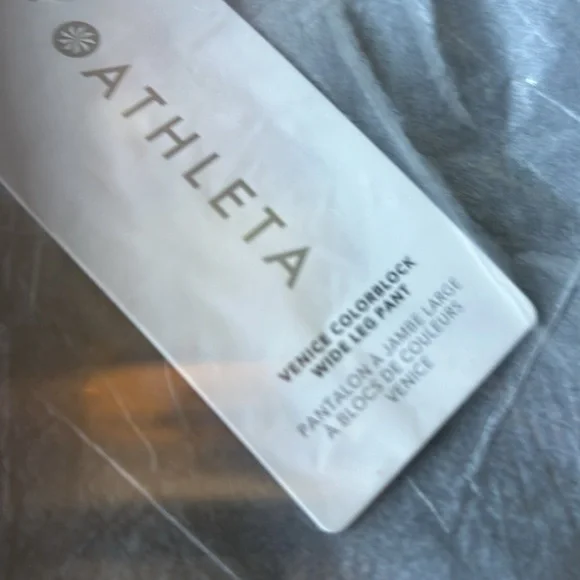 ATHLETA
VENICE COLORBLOCK
WIDE LEG PANT
PANTALON À JAMBE LARGE
À BLOCS DE COULEURS
VENICE